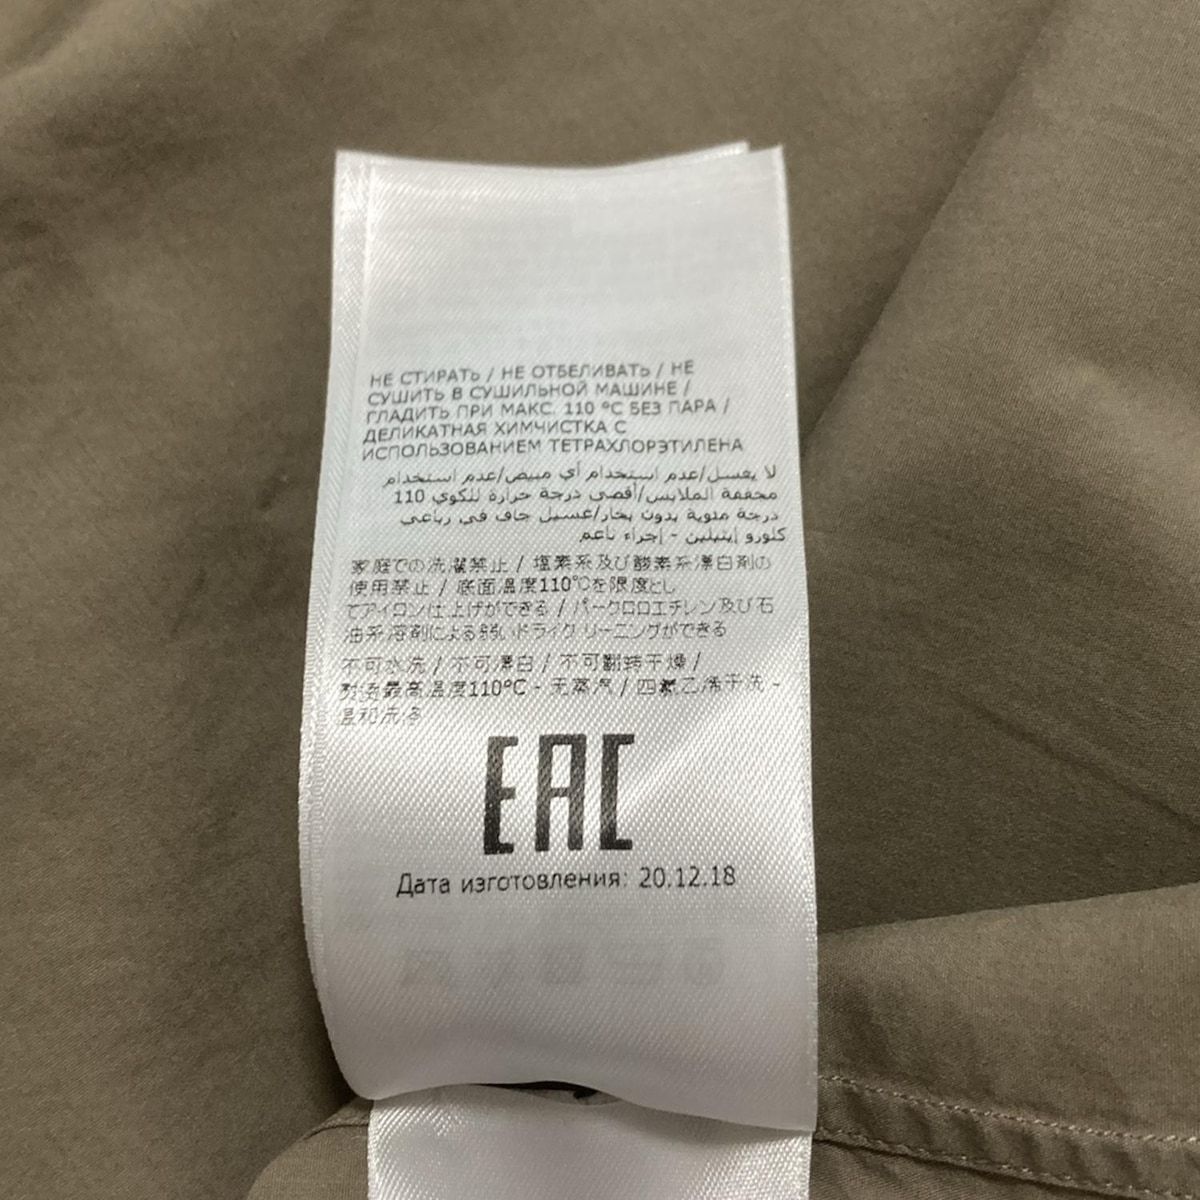 НЕ СТИРАТЬ / НЕ ОТБЕЛИВАТЬ / НЕ
СУШИТЬ В СУШИЛЬНОЙ МАШИНЕ /
ГЛАДИТЬ ПРИ МАКС. 110 °C БЕЗ ПАРА /
ДЕЛИКАТНАЯ ХИМЧИСТКА С
ИСПОЛЬЗОВАНИЕМ ТЕТРАХЛОРЭТИЛЕНА
لا يغسل/عدم استخدام أي مبيض/عدم استخدام
مجففة الملابس/أقصى درجة حرارة للكوي 110
درجة مئوية بدون بخار/غسيل جاف في رباعي
كلورو إيثيلين - إجراء ناعم
家庭での洗濯禁止 / 塩素系及び酸素系漂白剤の
使用禁止 / 底面温度110℃を限度とし
てアイロン仕上げができる / パークロロエチレン及び石
油系溶剤による弱いドライクリーニングができる
不可水洗 / 不可漂白 / 不可翻转干燥 /
熨烫最高温度110°C - 无蒸汽 / 四氯乙烯干洗 -
温和洗涤
EAC
Дата изготовления: 20.12.18